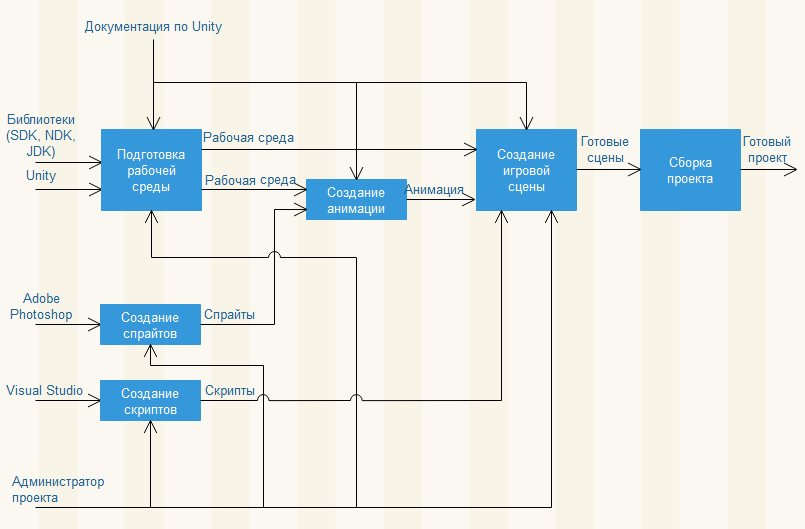 Документация по Unity
Библиотеки
(SDK, NDK,
JDK)
Unity
Подготовка
рабочей
среды
Рабочая среда
Рабочая среда
Создание
анимации
Анимация
Создание
игровой
сцены
Готовые
сцены
Сборка
проекта
Готовый
проект
Adobe
Photoshop
Создание
спрайтов
Спрайты
Visual Studio
Создание
скриптов
Скрипты
Администратор
проекта